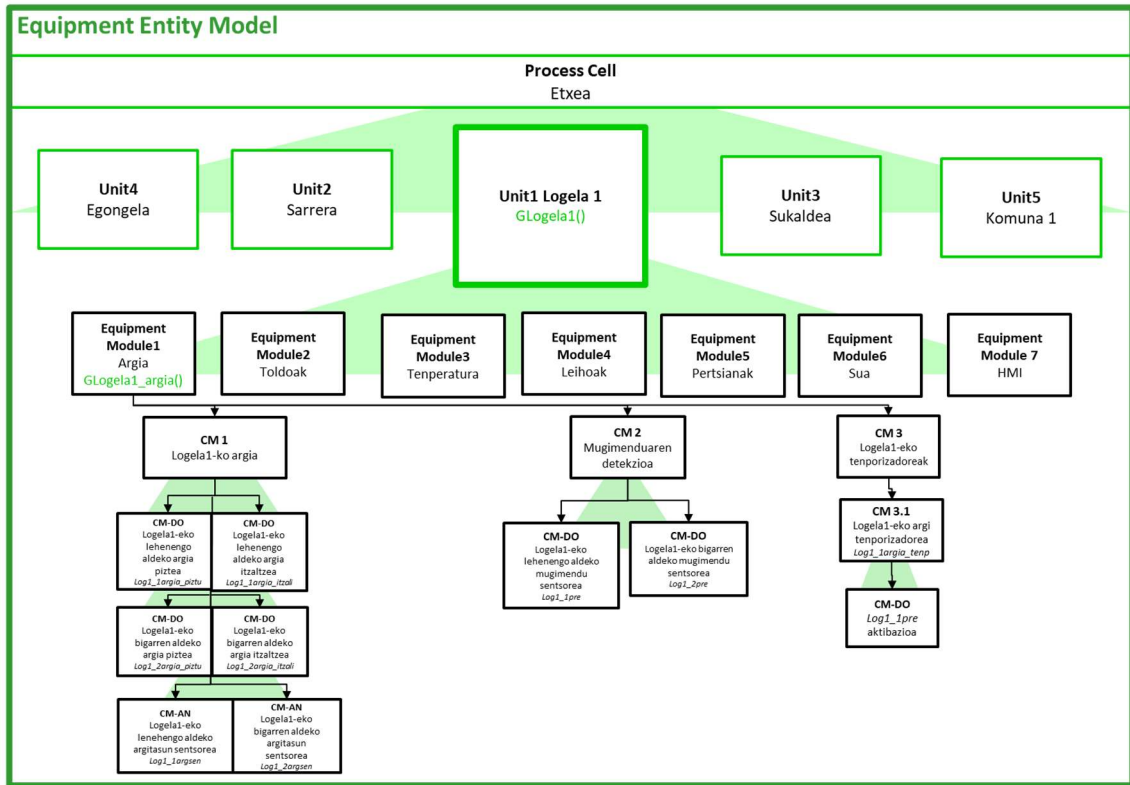 Equipment Entity Model
Process Cell
Etxea
Unit4
Egongela
Unit2
Sarrera
Unit1 Logela 1
GLogela1()
Unit3
Sukaldea
Unit5
Komuna 1
Equipment
Module1
Argia
GLogela1_argia()
Equipment
Module2
Toldoak
Equipment
Module3
Tenperatura
Equipment
Module4
Leihoak
Equipment
Module5
Pertsianak
Equipment
Module6
Sua
Equipment
Module 7
HMI
CM 1
Logela1-ko argia
CM 2
Mugimenduaren
detekzioa
CM 3
Logela1-eko
tenporizadoreak
CM-DO
Logela1-eko
lehenengo
aldeko argia
piztea
Log1_1argia_piztu
CM-DO
Logela1-eko
lehenengo
aldeko argia
itzaltzea
Log1_1argia_itzali
CM-DO
Logela1-eko
lehenengo aldeko
mugimendu
sentsorea
Log1_1pre
CM-DO
Logela1-eko bigarren
aldeko mugimendu
sentsorea
Log1_2pre
CM 3.1
Logela1-eko argi
tenporizadorea
Log1_1argia_tenp
CM-DO
Logela1-eko
bigarren aldeko
argia piztea
Log1_2argia_piztu
CM-DO
Logela1-eko
bigarren aldeko
argia itzaltzea
Log1_2argia_itzali
CM-DO
Log1_1pre
aktibazioa
CM-AN
Logela1-eko
lenehengo aldeko
argitasun sentsorea
Log1_1argsen
CM-AN
Logela1-eko
bigarren aldeko
argitasun
sentsorea
Log1_2argsen